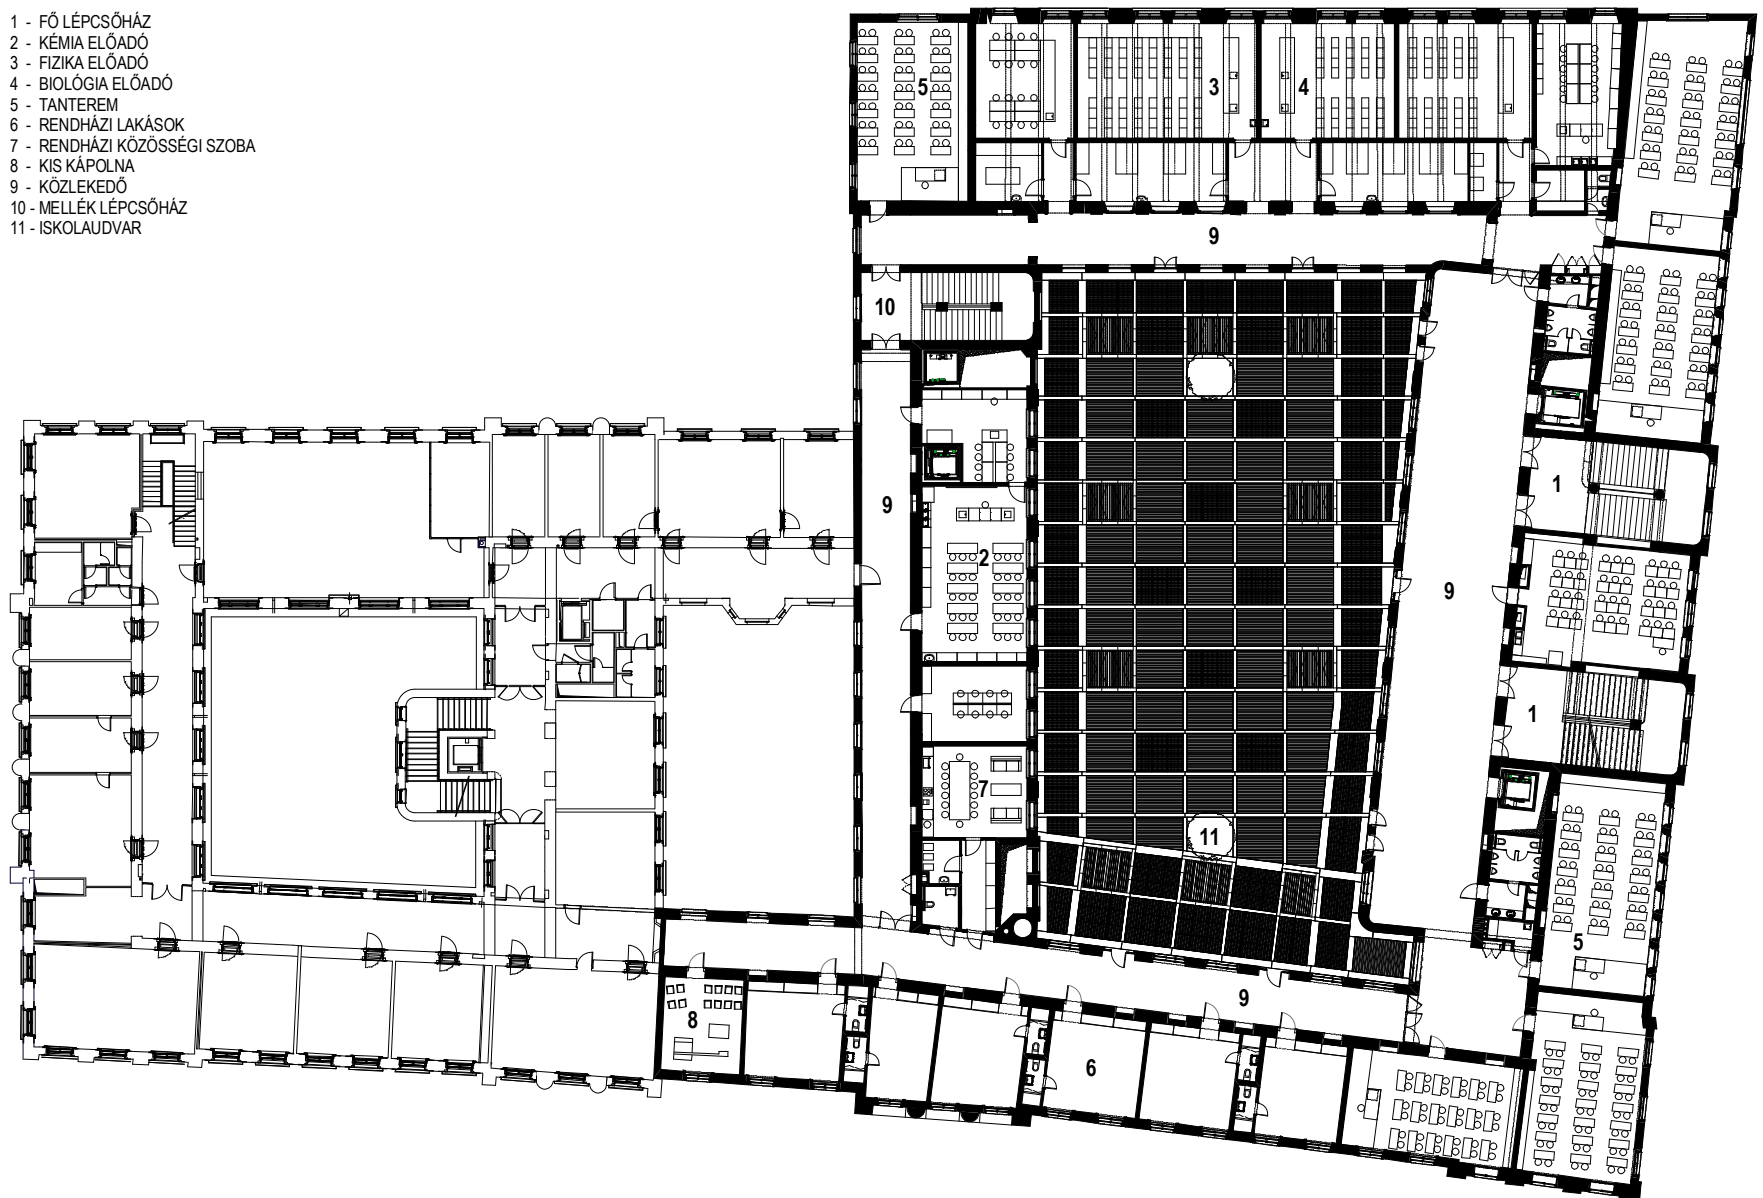 1 - FŐ LÉPCSŐHÁZ
2 - KÉMIA ELŐADÓ
3 - FIZIKA ELŐADÓ
4 - BIOLÓGIA ELŐADÓ
5 - TANTEREM
6 - RENDHÁZI LAKÁSOK
7 - RENDHÁZI KÖZÖSSÉGI SZOBA
8 - KIS KÁPOLNA
9 - KÖZLEKEDŐ
10 - MELLÉK LÉPCSŐHÁZ
11 - ISKOLAUDVAR
5
3
4
9
10
1
9
2
9
1
7
11
5
9
8
6